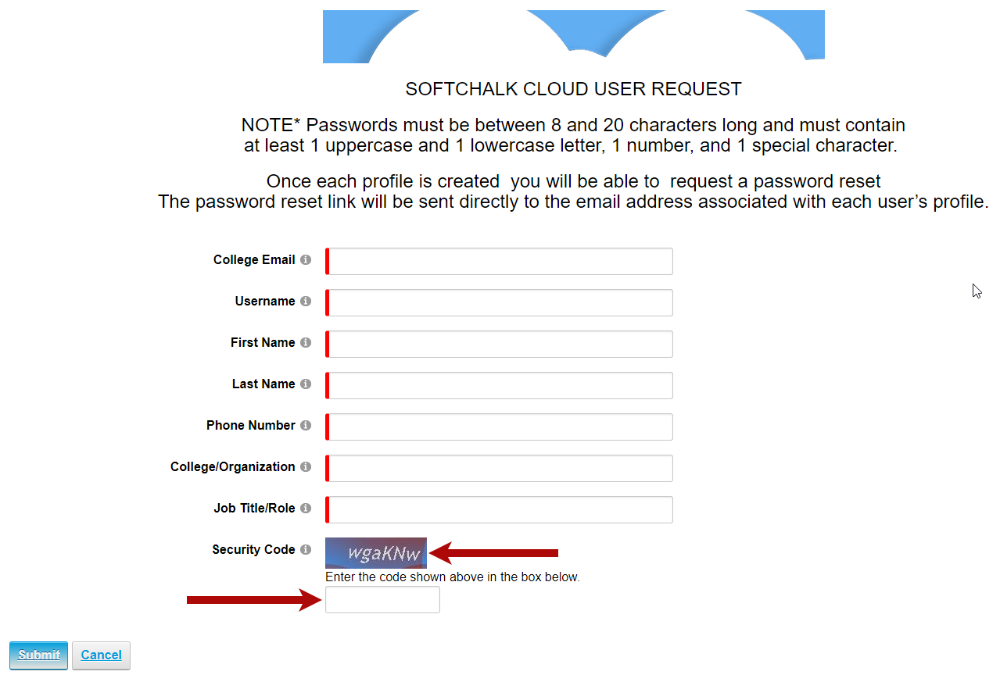 SOFTCHALK CLOUD USER REQUEST
NOTE* Passwords must be between 8 and 20 characters long and must contain
at least 1 uppercase and 1 lowercase letter, 1 number, and 1 special character.
Once each profile is created  you will be able to  request a password reset
The password reset link will be sent directly to the email address associated with each user’s profile.
College Email
Username
First Name
Last Name
Phone Number
College/Organization
Job Title/Role
Security Code wgaKNw
Enter the code shown above in the box below.
Submit Cancel